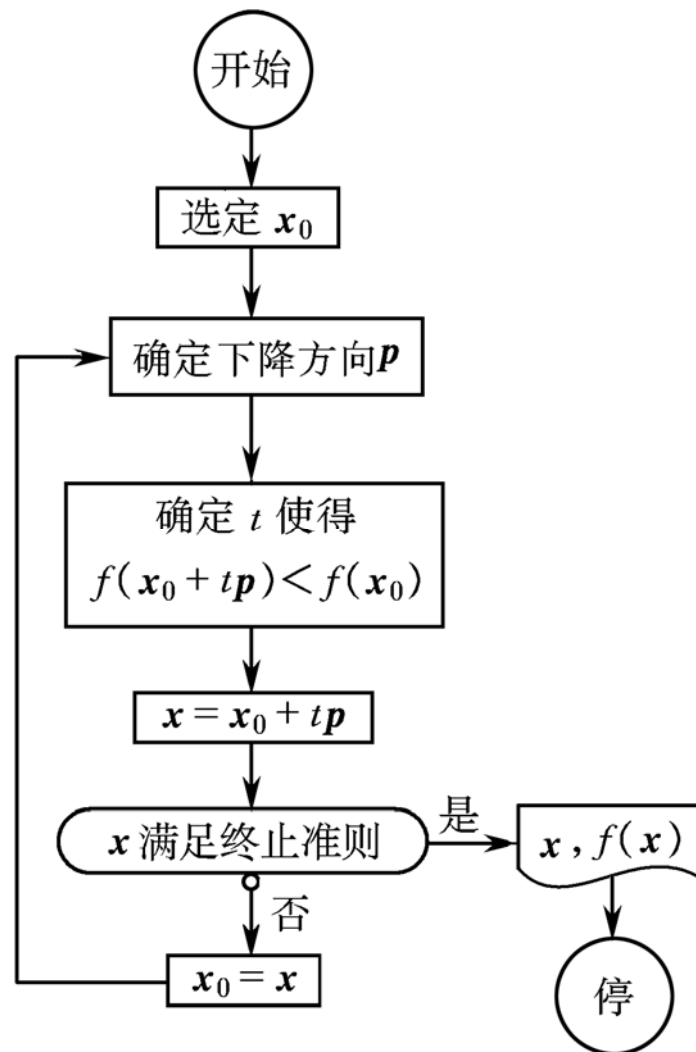 开始
选定 x₀
确定下降方向p
确定 t 使得
f(x₀ + tp) < f(x₀)
x = x₀ + tp
x 满足终止准则
是
x , f(x)
否
x₀ = x
停